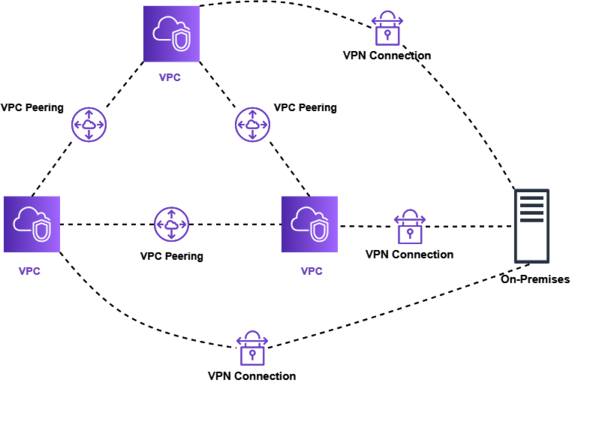 VPN Connection
VPC
VPC Peering
VPC Peering
VPC Peering
VPN Connection
VPC
VPC
On-Premises
VPN Connection